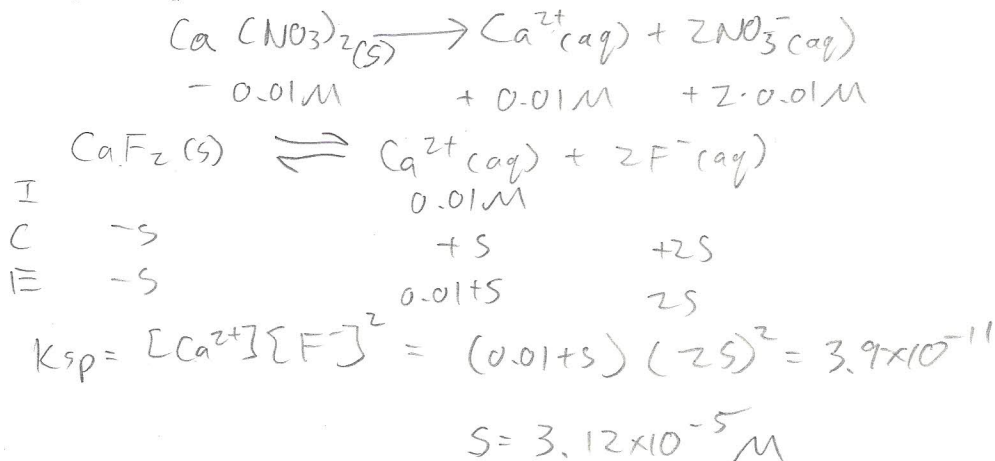 Ca (NO3)2(s) → Ca²⁺(aq) + 2NO3⁻(aq)
- 0.01M + 0.01M + 2·0.01M
CaF₂(s) ⇌ Ca²⁺(aq) + 2F⁻(aq)
I 0.01M
C -s +s +2s
E -s 0.01+s 2s
Ksp = [Ca²⁺][F⁻]² = (0.01+s)(2s)² = 3.9×10⁻¹¹
s = 3.12×10⁻⁵ M